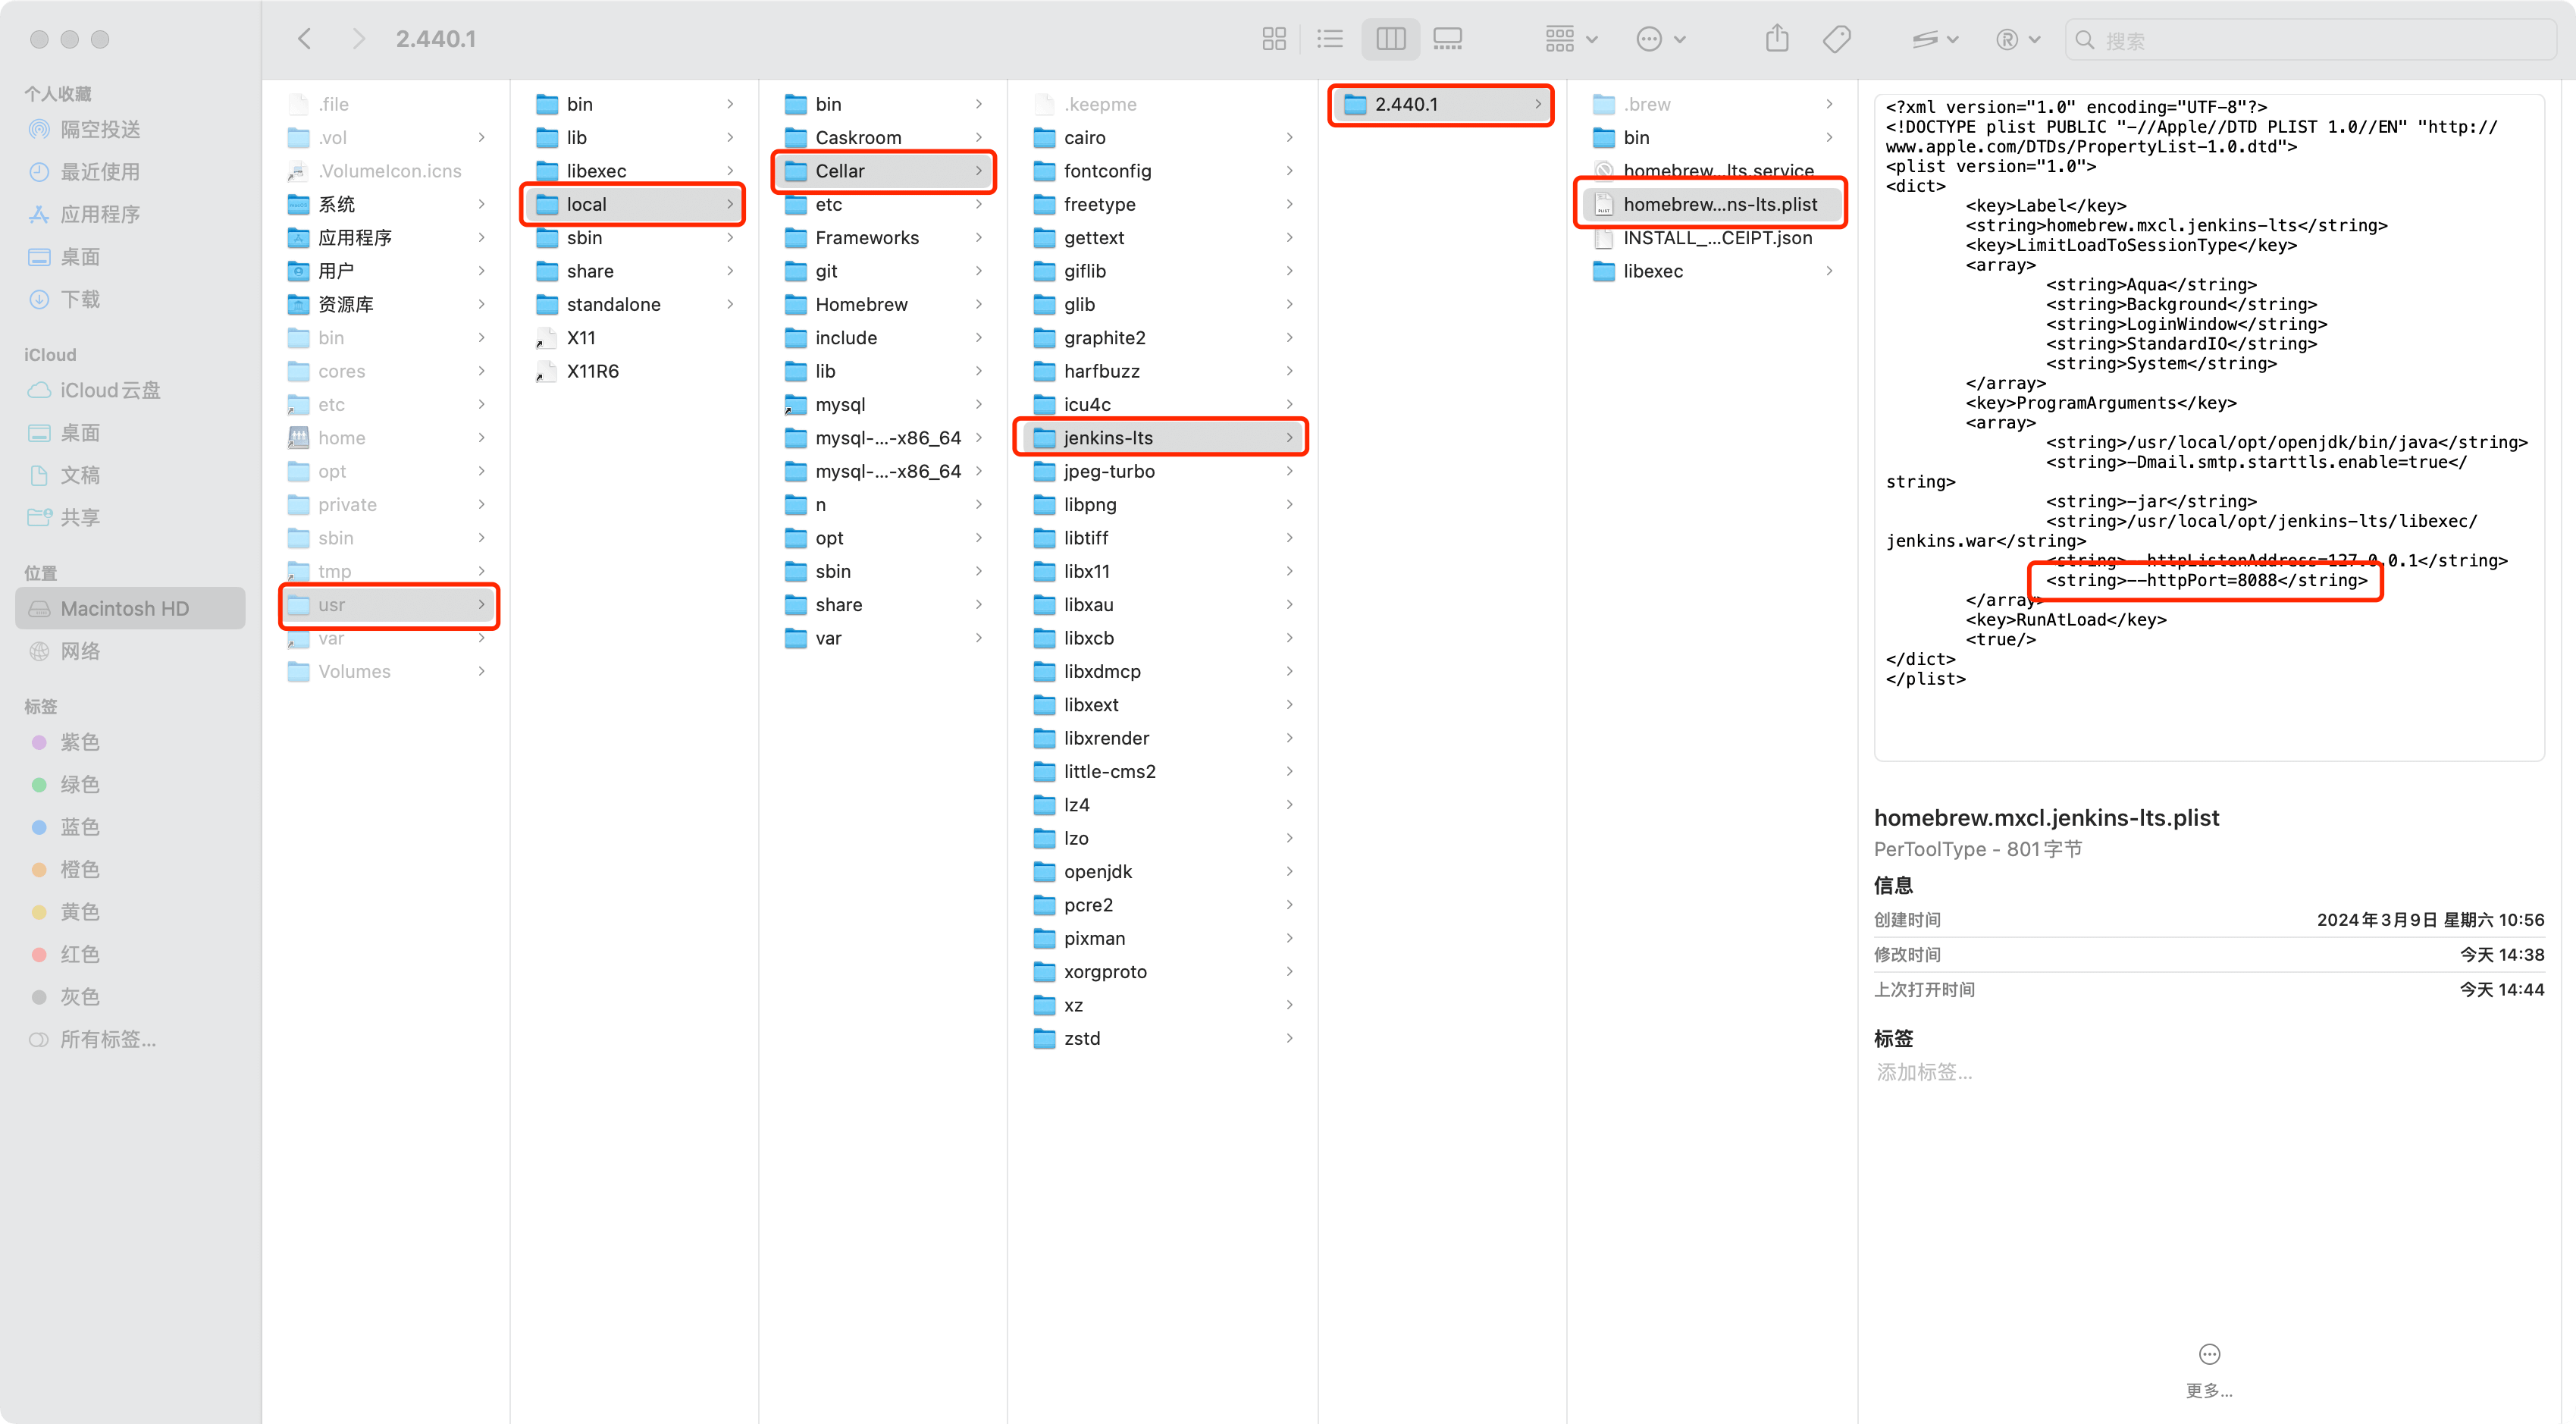 2.440.1
搜索
个人收藏
隔空投送
最近使用
应用程序
桌面
下载
iCloud
iCloud云盘
桌面
文稿
共享
位置
Macintosh HD
网络
标签
紫色
绿色
蓝色
橙色
黄色
红色
灰色
所有标签...
.file
.vol
.VolumeIcon.icns
系统
应用程序
用户
资源库
bin
cores
etc
home
opt
private
sbin
tmp
usr
var
Volumes
bin
lib
libexec
local
sbin
share
standalone
X11
X11R6
bin
Caskroom
Cellar
etc
Frameworks
git
Homebrew
include
lib
mysql
mysql-...-x86_64
mysql-...-x86_64
n
opt
sbin
share
var
.keepme
cairo
fontconfig
freetype
gettext
giflib
glib
graphite2
harfbuzz
icu4c
jenkins-lts
jpeg-turbo
libpng
libtiff
libx11
libxau
libxcb
libxdmcp
libxext
libxrender
little-cms2
lz4
lzo
openjdk
pcre2
pixman
xorgproto
xz
zstd
2.440.1
.brew
bin
homebrew...lts.service
homebrew...ns-lts.plist
INSTALL_...CEIPT.json
libexec
<?xml version="1.0" encoding="UTF-8"?>
<!DOCTYPE plist PUBLIC "-//Apple//DTD PLIST 1.0//EN" "http://
www.apple.com/DTDs/PropertyList-1.0.dtd">
<plist version="1.0">
<dict>
<key>Label</key>
<string>homebrew.mxcl.jenkins-lts</string>
<key>LimitLoadToSessionType</key>
<array>
<string>Aqua</string>
<string>Background</string>
<string>LoginWindow</string>
<string>StandardIO</string>
<string>System</string>
</array>
<key>ProgramArguments</key>
<array>
<string>/usr/local/opt/openjdk/bin/java</string>
<string>-Dmail.smtp.starttls.enable=true</
string>
<string>-jar</string>
<string>/usr/local/opt/jenkins-lts/libexec/
jenkins.war</string>
<string>--httpListenAddress=127.0.0.1</string>
<string>--httpPort=8088</string>
</array>
<key>RunAtLoad</key>
<true/>
</dict>
</plist>
homebrew.mxcl.jenkins-lts.plist
PerToolType - 801字节
信息
创建时间 2024年3月9日 星期六 10:56
修改时间 今天 14:38
上次打开时间 今天 14:44
标签
添加标签...
更多...